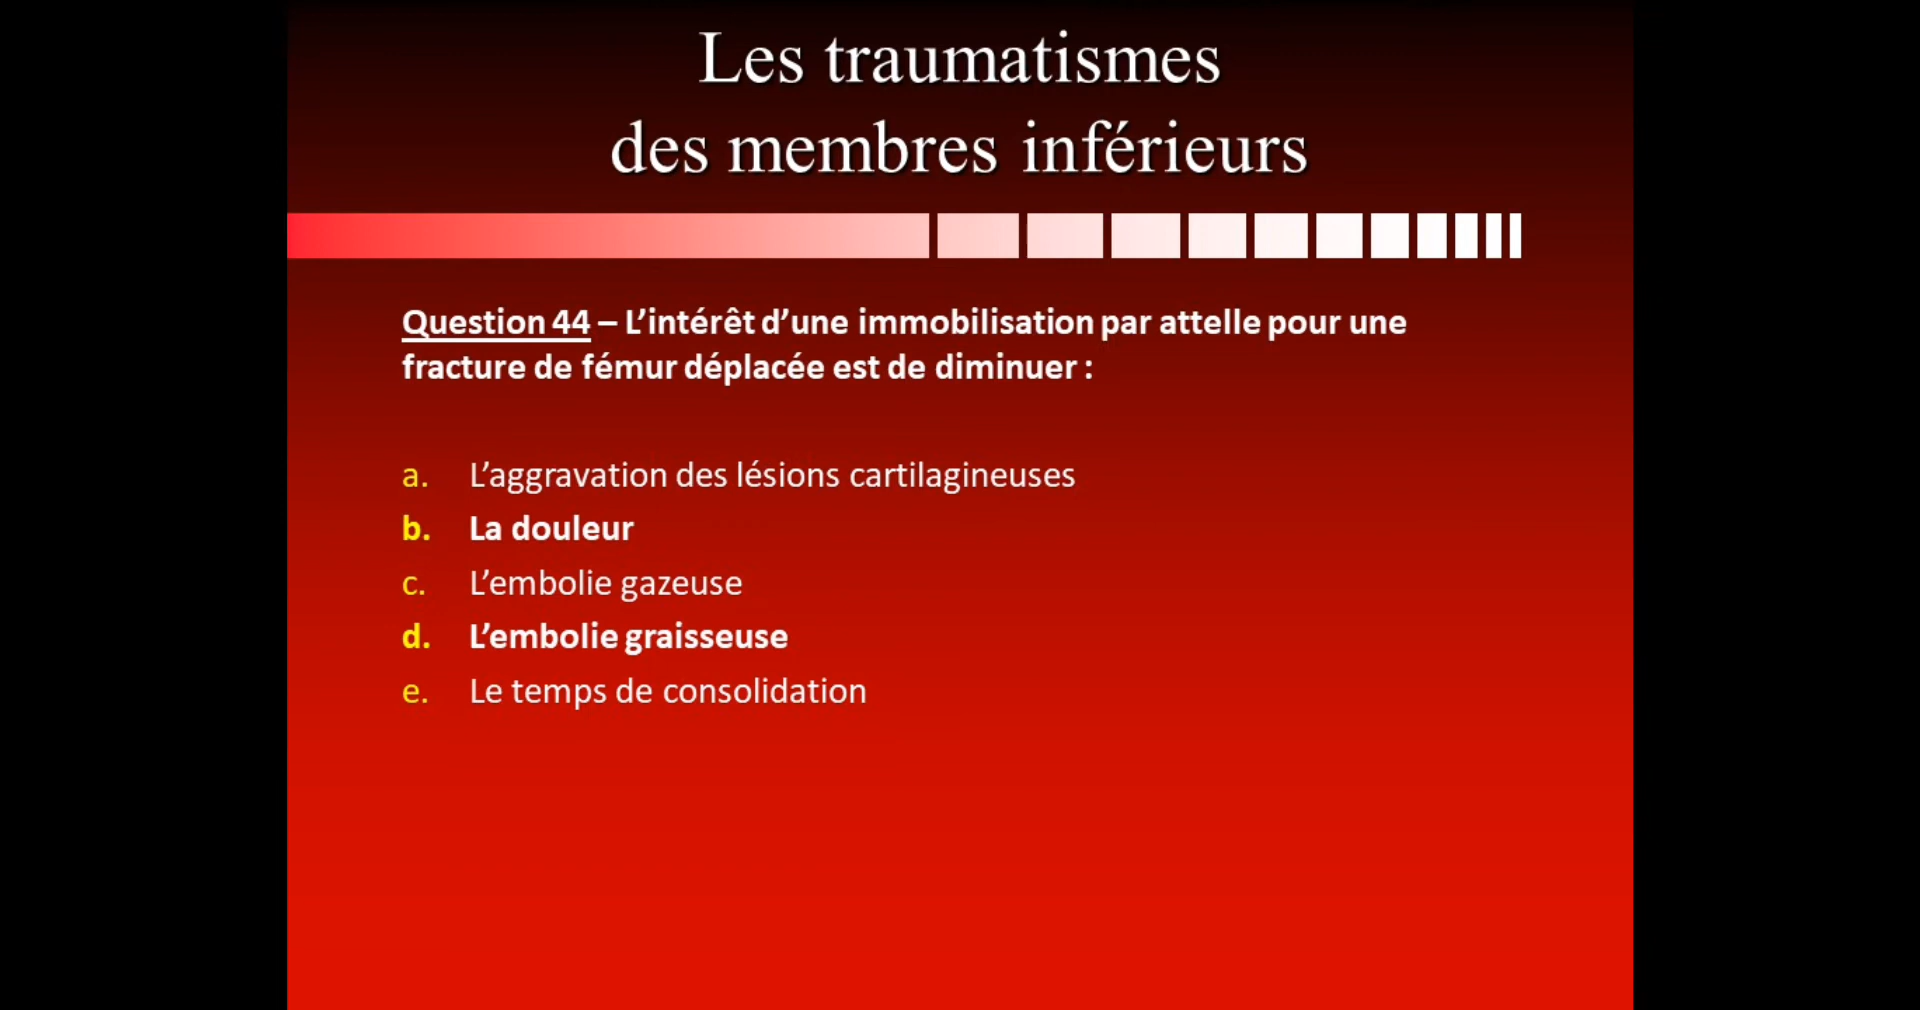 Les traumatismes
des membres inférieurs
Question 44 – L’intérêt d’une immobilisation par attelle pour une
fracture de fémur déplacée est de diminuer :
a. L’aggravation des lésions cartilagineuses
b. La douleur
c. L’embolie gazeuse
d. L’embolie graisseuse
e. Le temps de consolidation